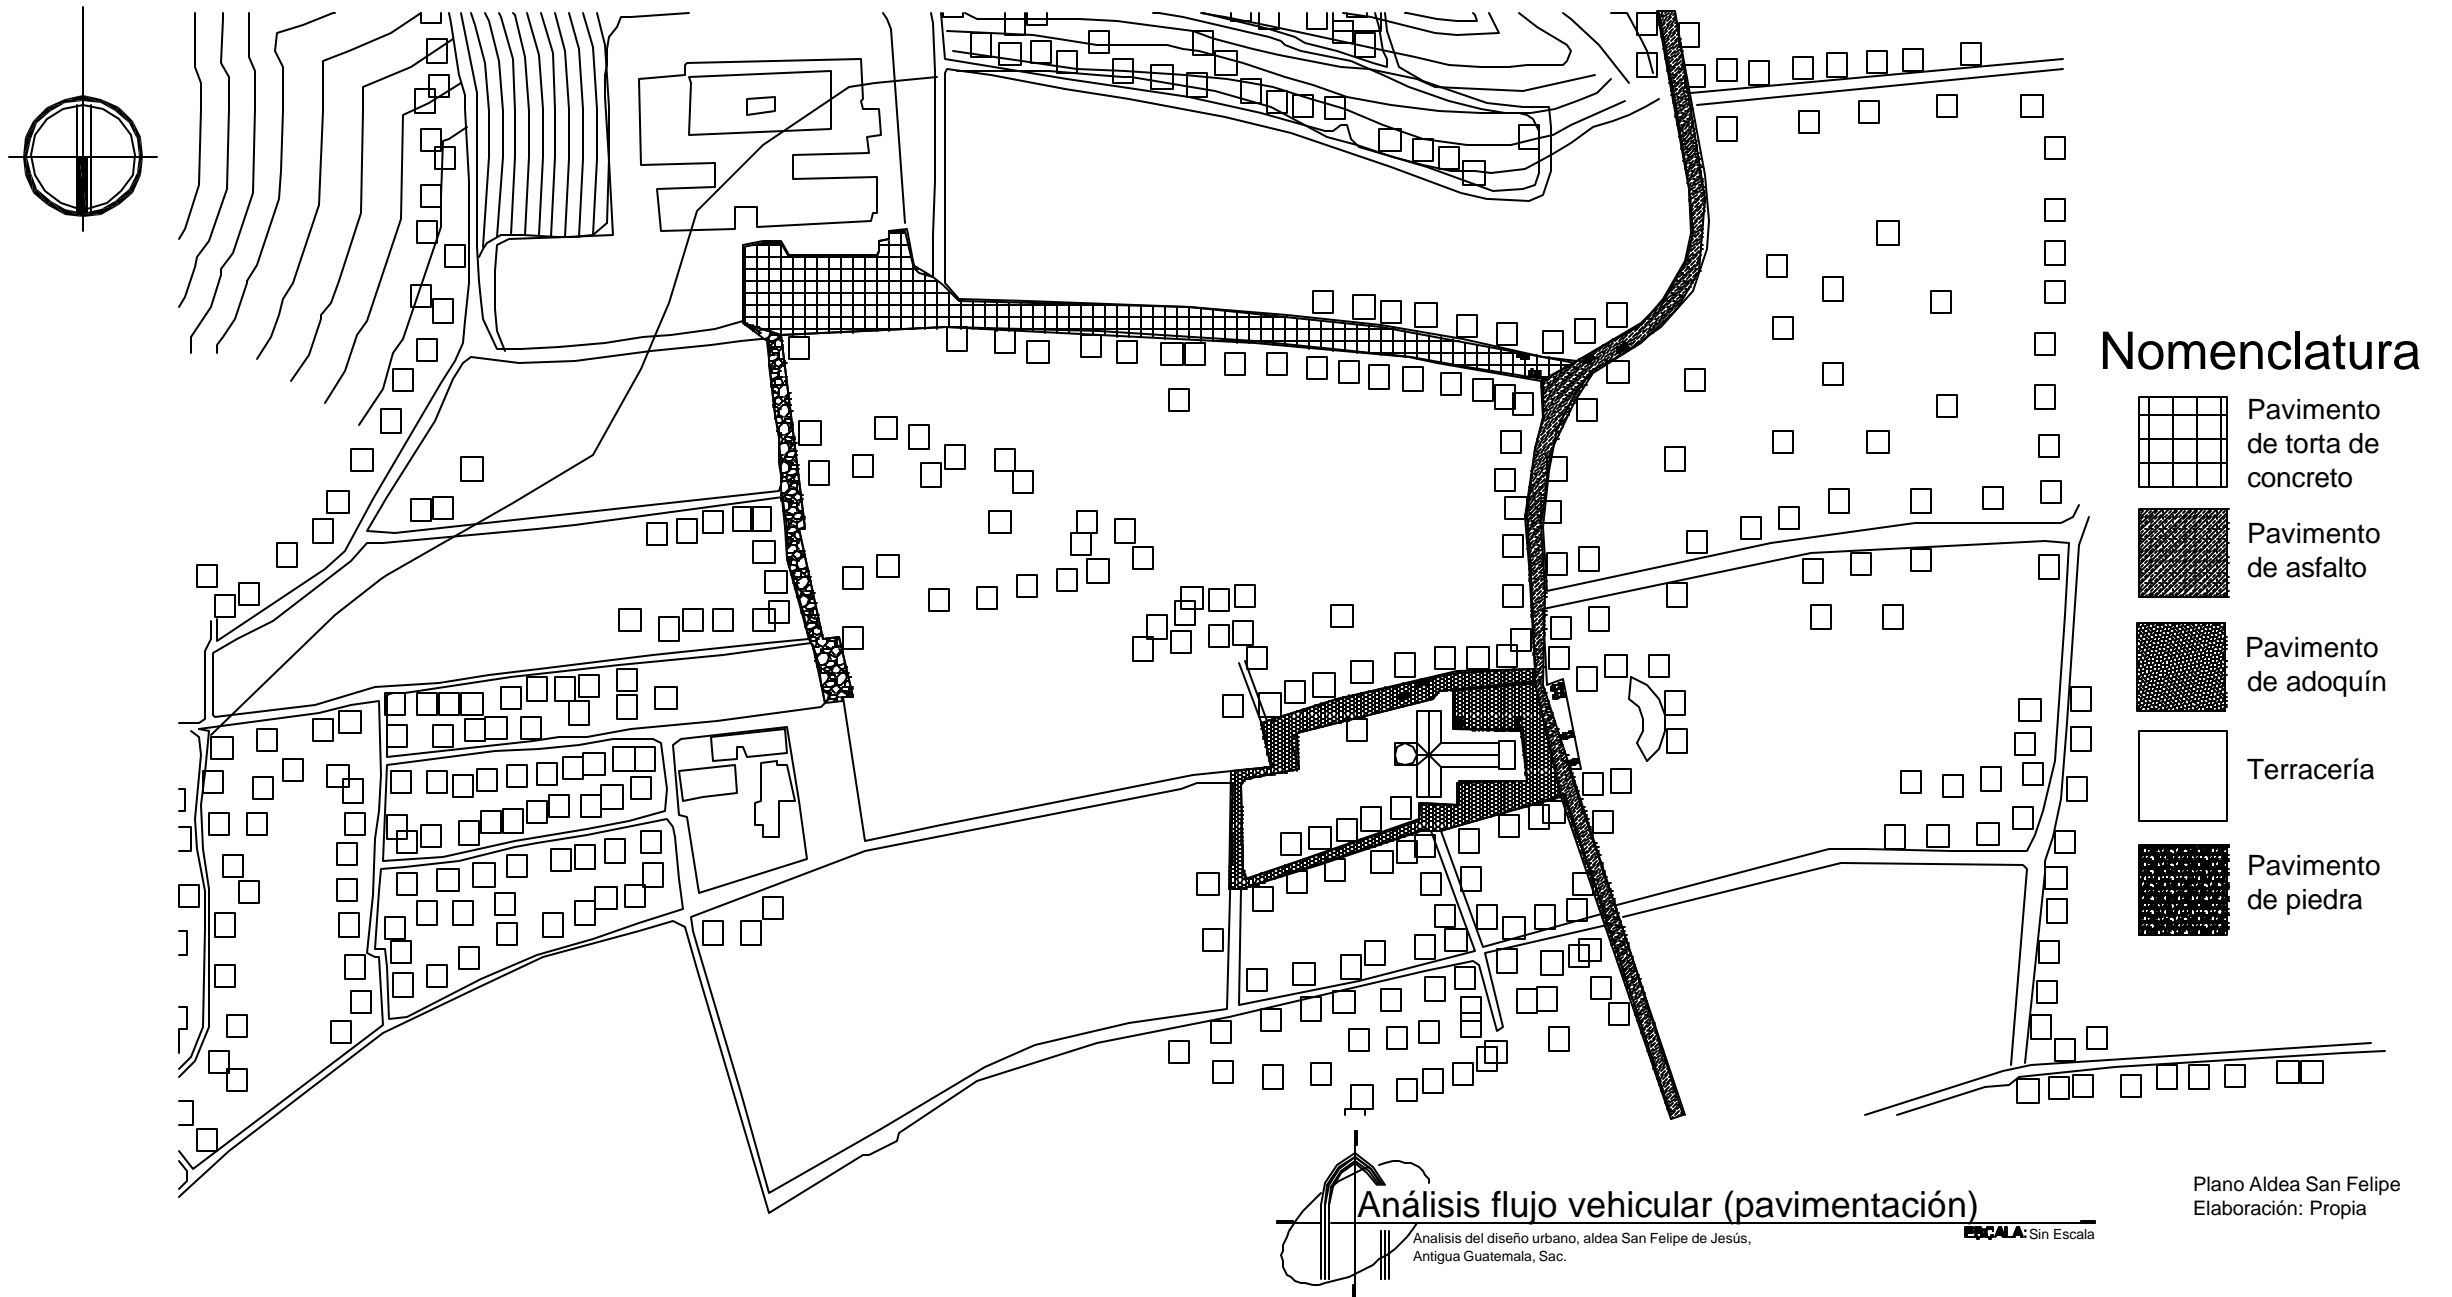 Nomenclatura
Pavimento
de torta de
concreto
Pavimento
de asfalto
Pavimento
de adoquín
Terracería
Pavimento
de piedra
Análisis flujo vehicular (pavimentación)
Analisis del diseño urbano, aldea San Felipe de Jesús,
Antigua Guatemala, Sac.
ESCALA: Sin Escala
Plano Aldea San Felipe
Elaboración: Propia